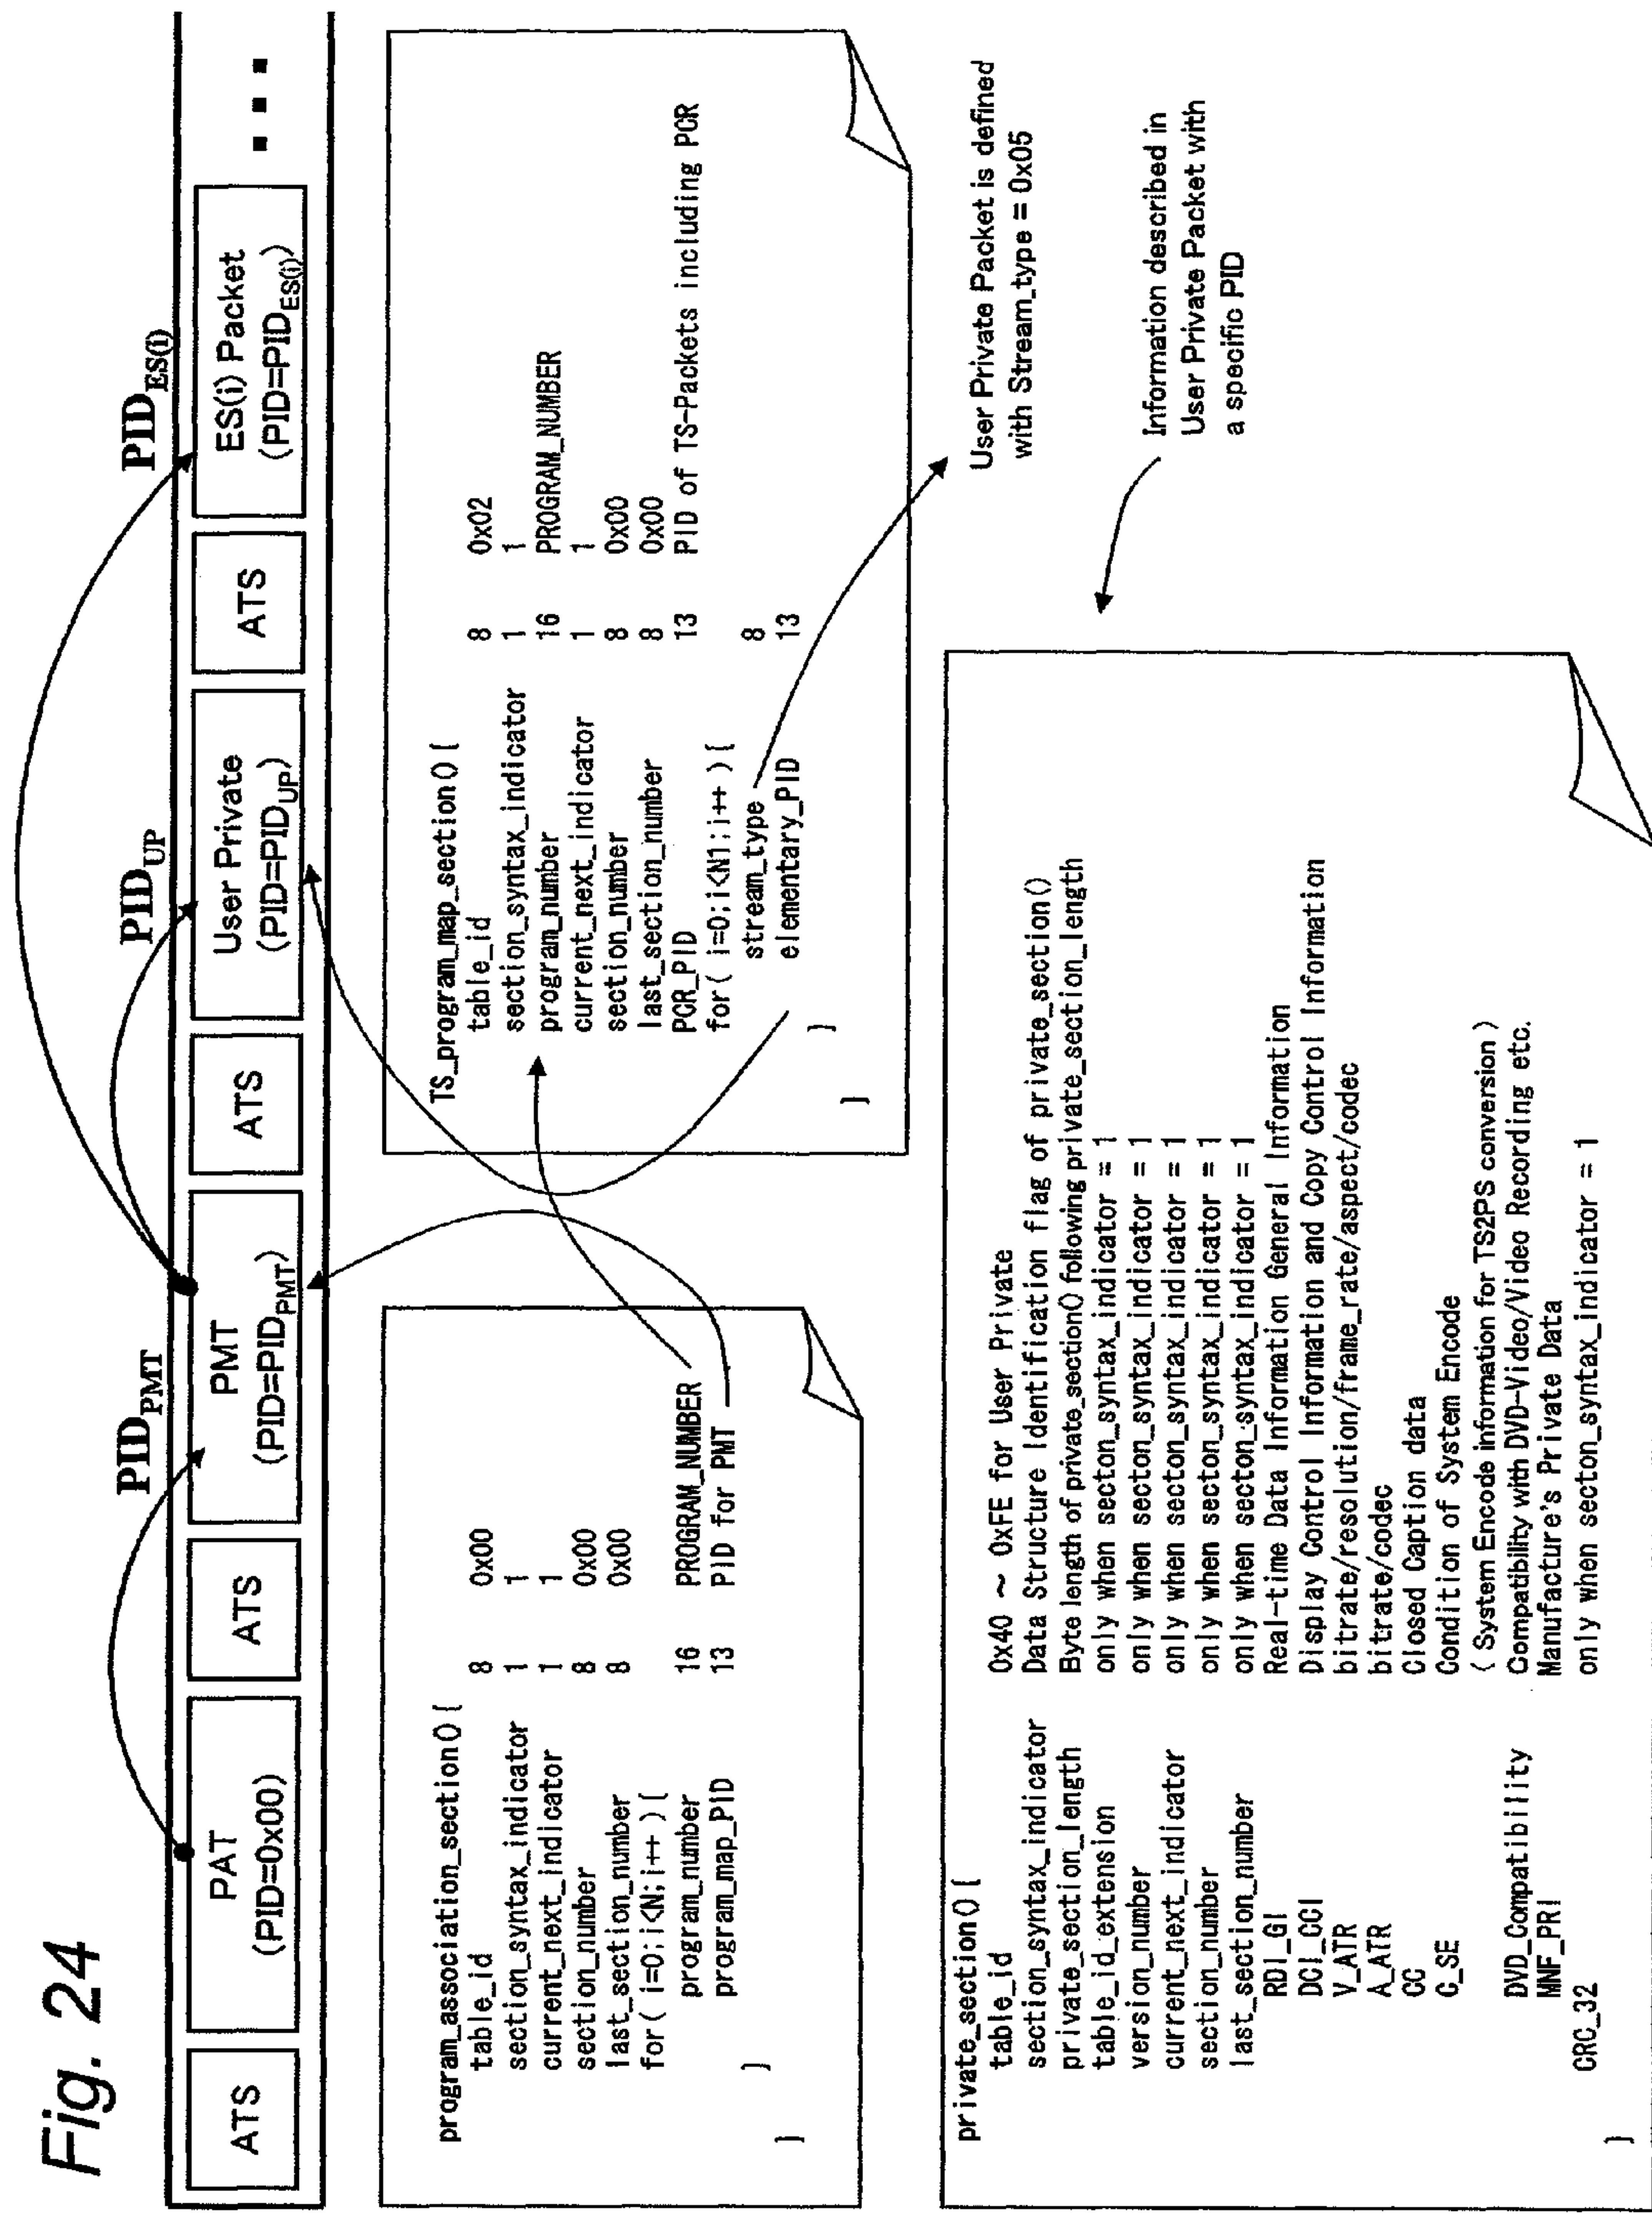 Fig. 24
PID_PMT
PID_UP
PID_ES(i)
ATS
PAT
(PID=0x00)
ATS
PMT
(PID=PID_PMT)
ATS
User Private
(PID=PID_UP)
ATS
ES(i) Packet
(PID=PID_ES(i))
program_association_section() {
table_id 8 0x00
section_syntax_indicator 1 1
current_next_indicator 1 1
section_number 8 0x00
last_section_number 8 0x00
for( i=0;i<N;i++ ) {
program_number 16 PROGRAM_NUMBER
program_map_PID 13 PID for PMT
}
}
TS_program_map_section() {
table_id 8 0x02
section_syntax_indicator 1 1
program_number 16 PROGRAM_NUMBER
current_next_indicator 1 1
section_number 8 0x00
last_section_number 8 0x00
PCR_PID 13 PID of TS-Packets including PCR
for( i=0;i<N1;i++ ) {
stream_type 8
elementary_PID 13
}
}
User Private Packet is defined
with Stream_type = 0x05
private_section() {
table_id 0x40 ~ 0xFE for User Private
section_syntax_indicator Data Structure Identification flag of private_section()
private_section_length Byte length of private_section() following private_section_length
table_id_extension only when secton_syntax_indicator = 1
version_number only when secton_syntax_indicator = 1
current_next_indicator only when secton_syntax_indicator = 1
section_number only when secton_syntax_indicator = 1
last_section_number only when secton_syntax_indicator = 1
RDI_GI Real-time Data Information General Information
DCI_CCI Display Control Information and Copy Control Information
V_ATR bitrate/resolution/frame_rate/aspect/codec
A_ATR bitrate/codec
CC Closed Caption data
C_SE Condition of System Encode
( System Encode information for TS2PS conversion )
DVD_Compatibility Compatibility with DVD-Video/Video Recording etc.
MNF_PRI Manufacture's Private Data
CRC_32 only when secton_syntax_indicator = 1
}
Information described in
User Private Packet with
a specific PID